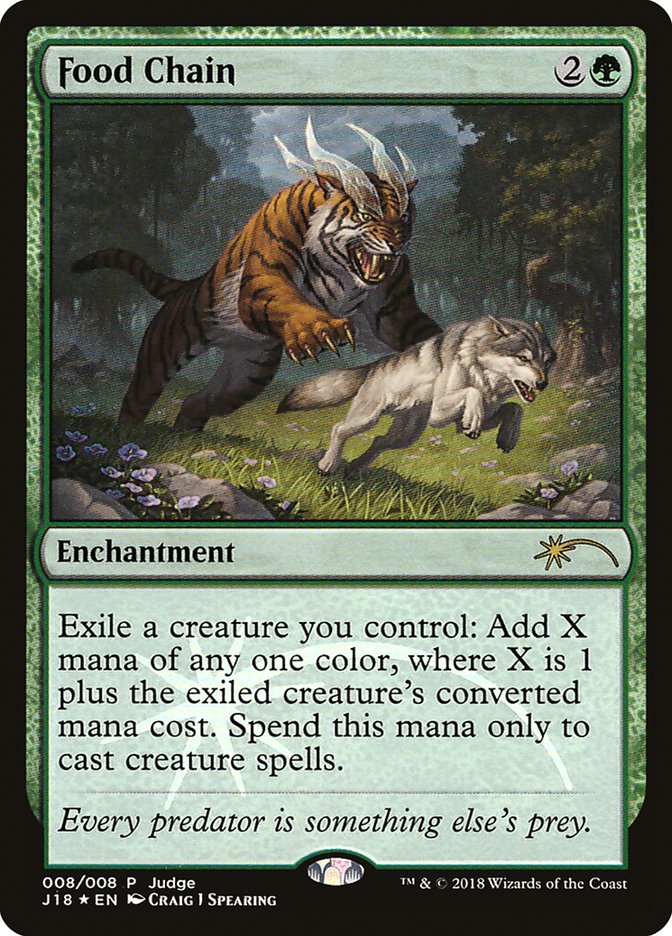 Food Chain 2
Enchantment
Exile a creature you control: Add X
mana of any one color, where X is 1
plus the exiled creature's converted
mana cost. Spend this mana only to
cast creature spells.
Every predator is something else's prey.
008/008 P Judge
J18 ★ EN Craig J Spearing
™ & © 2018 Wizards of the Coast